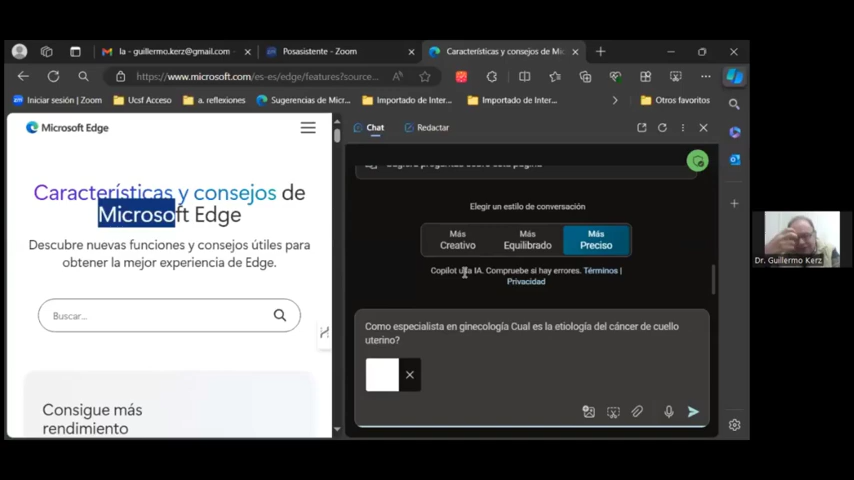 la - guillermo.kerz@gmail.com -
Posasistente - Zoom
Características y consejos de Mi
https://www.microsoft.com/es-es/edge/features?source...
Iniciar sesión | Zoom
Ucsf Acceso
a. reflexiones
Sugerencias de Micr...
Importado de Inter...
Importado de Inter...
Otros favoritos
Microsoft Edge
Características y consejos de
Microsoft Edge
Descubre nuevas funciones y consejos útiles para
obtener la mejor experiencia de Edge.
Buscar...
Consigue más
rendimiento
Chat
Redactar
Elegir un estilo de conversación
Más
Creativo
Más
Equilibrado
Más
Preciso
Copilot usa IA. Compruebe si hay errores. Términos |
Privacidad
Como especialista en ginecología Cual es la etiología del cáncer de cuello
uterino?
Dr. Guillermo Kerz